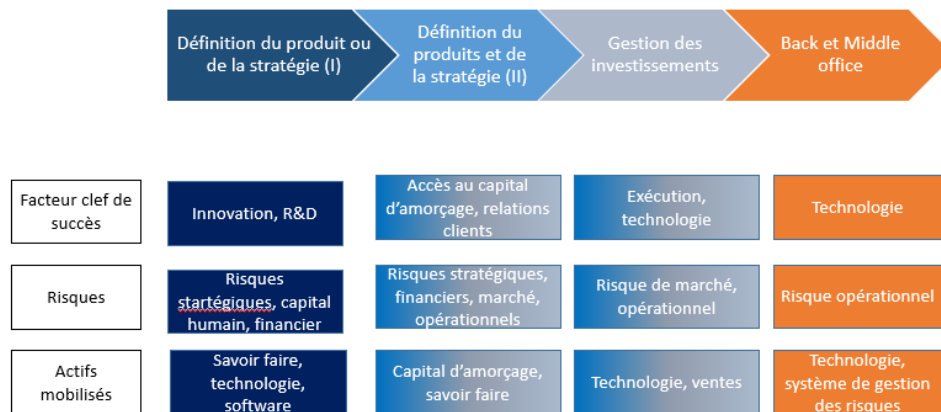 Définition du produit ou
de la stratégie (I)
Définition du
produits et de
la stratégie (II)
Gestion des
investissements
Back et Middle
office
Facteur clef de
succès
Innovation, R&D
Accès au capital
d'amorçage, relations
clients
Exécution,
technologie
Technologie
Risques
Risques
startégiques, capital
humain, financier
Risques stratégiques,
financiers, marché,
opérationnels
Risque de marché,
opérationnel
Risque opérationnel
Actifs
mobilisés
Savoir faire,
technologie,
software
Capital d'amorçage,
savoir faire
Technologie, ventes
Technologie,
système de gestion
des risques